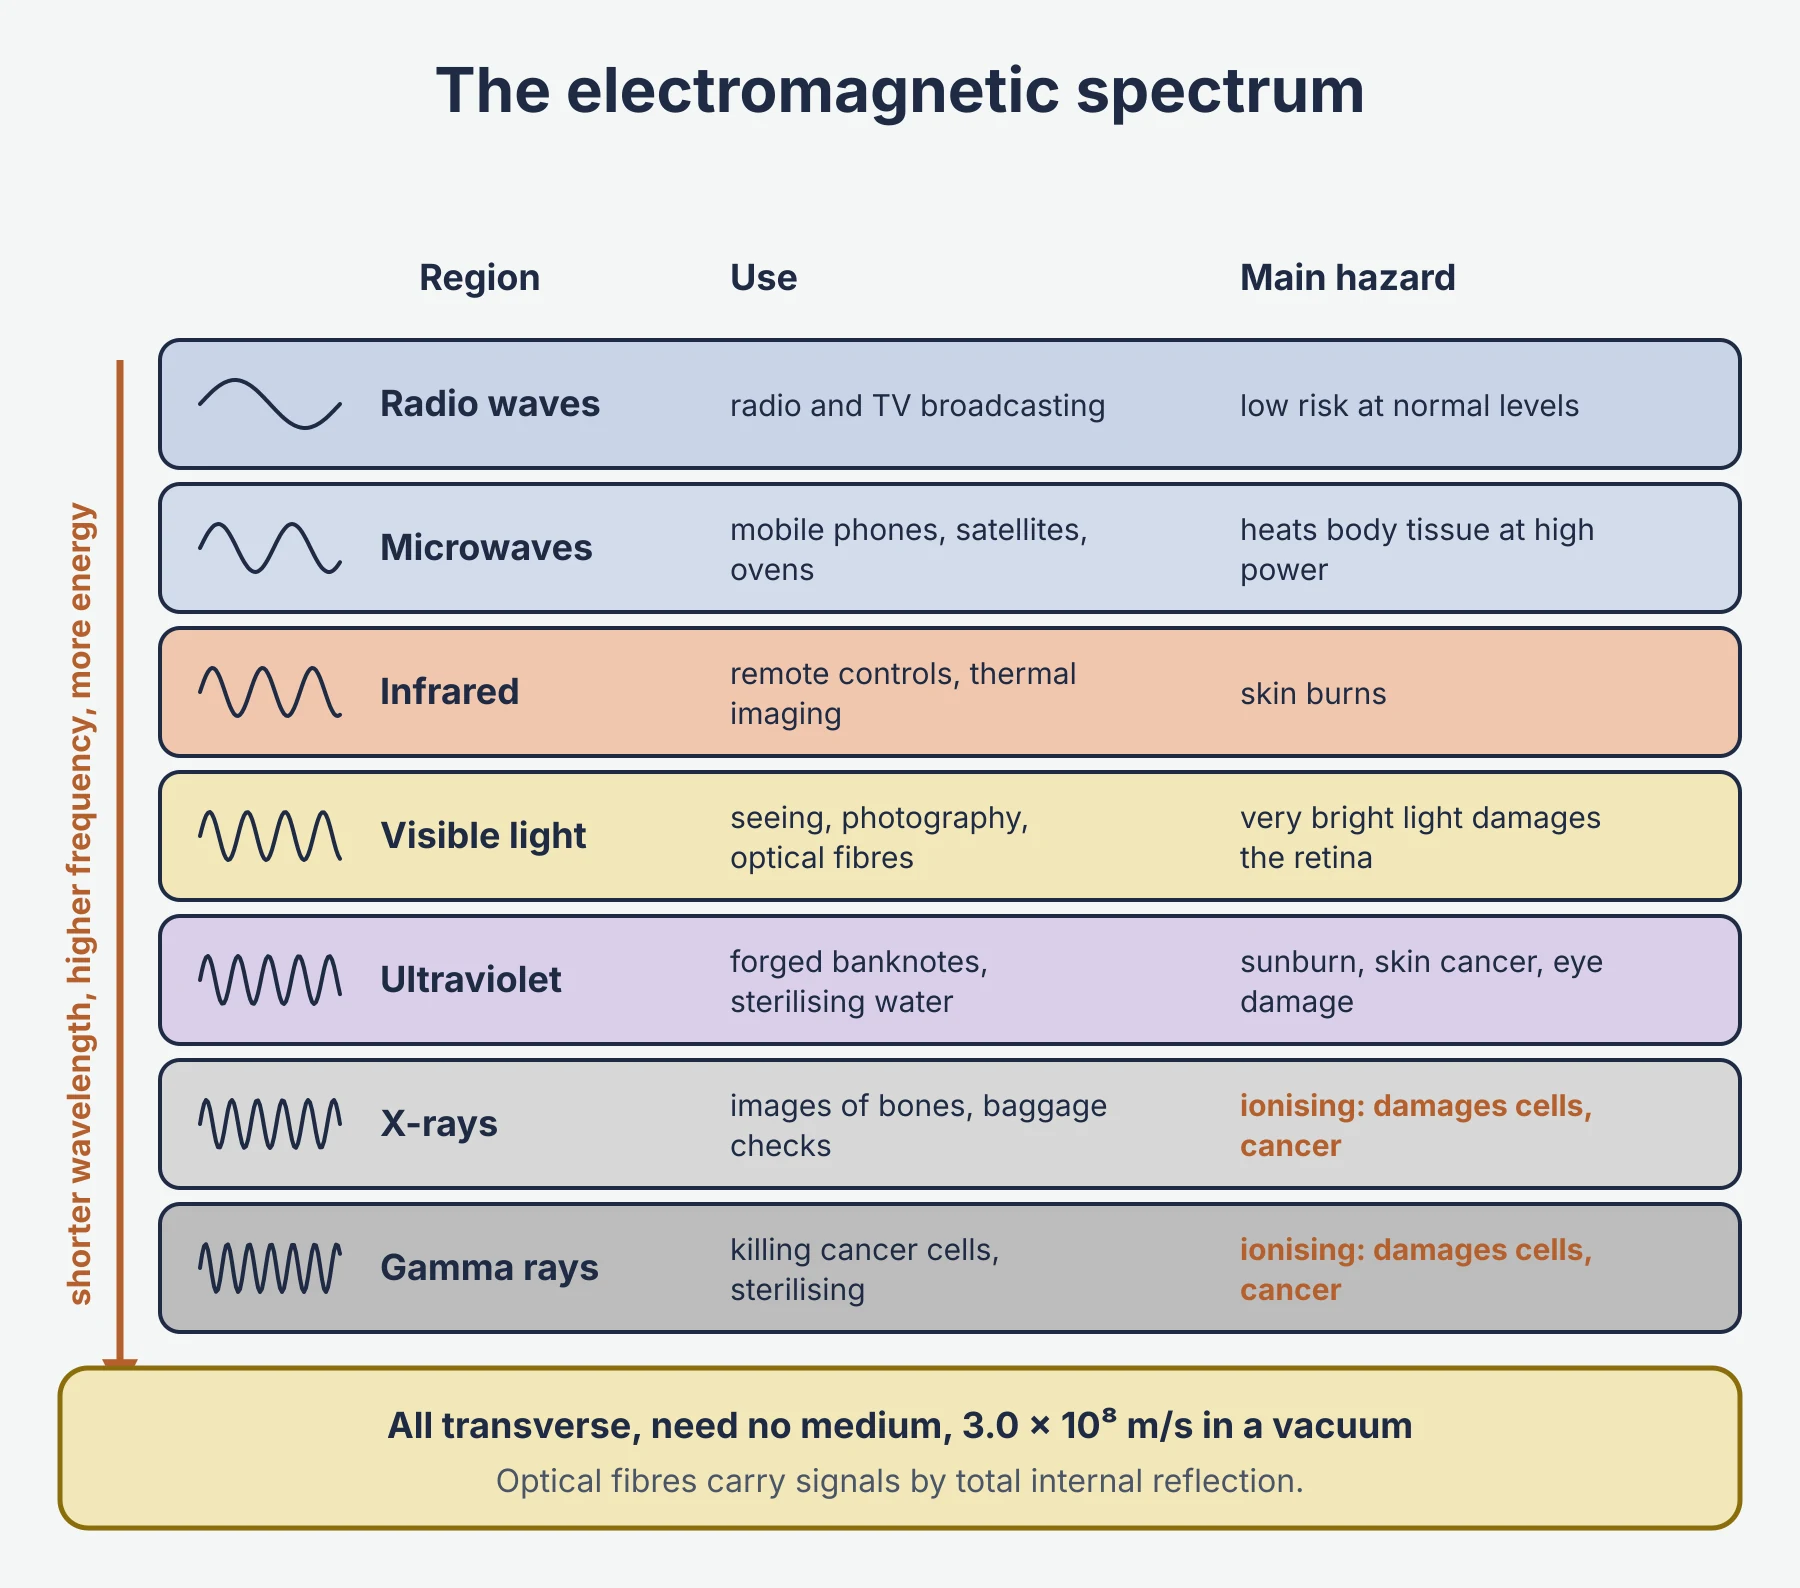 The electromagnetic spectrum
Region
Use
Main hazard
Radio waves
radio and TV broadcasting
low risk at normal levels
Microwaves
mobile phones, satellites,
ovens
heats body tissue at high
power
Infrared
remote controls, thermal
imaging
skin burns
Visible light
seeing, photography,
optical fibres
very bright light damages
the retina
Ultraviolet
forged banknotes,
sterilising water
sunburn, skin cancer, eye
damage
X-rays
images of bones, baggage
checks
ionising: damages cells,
cancer
Gamma rays
killing cancer cells,
sterilising
ionising: damages cells,
cancer
shorter wavelength, higher frequency, more energy
All transverse, need no medium, 3.0 × 10⁸ m/s in a vacuum
Optical fibres carry signals by total internal reflection.